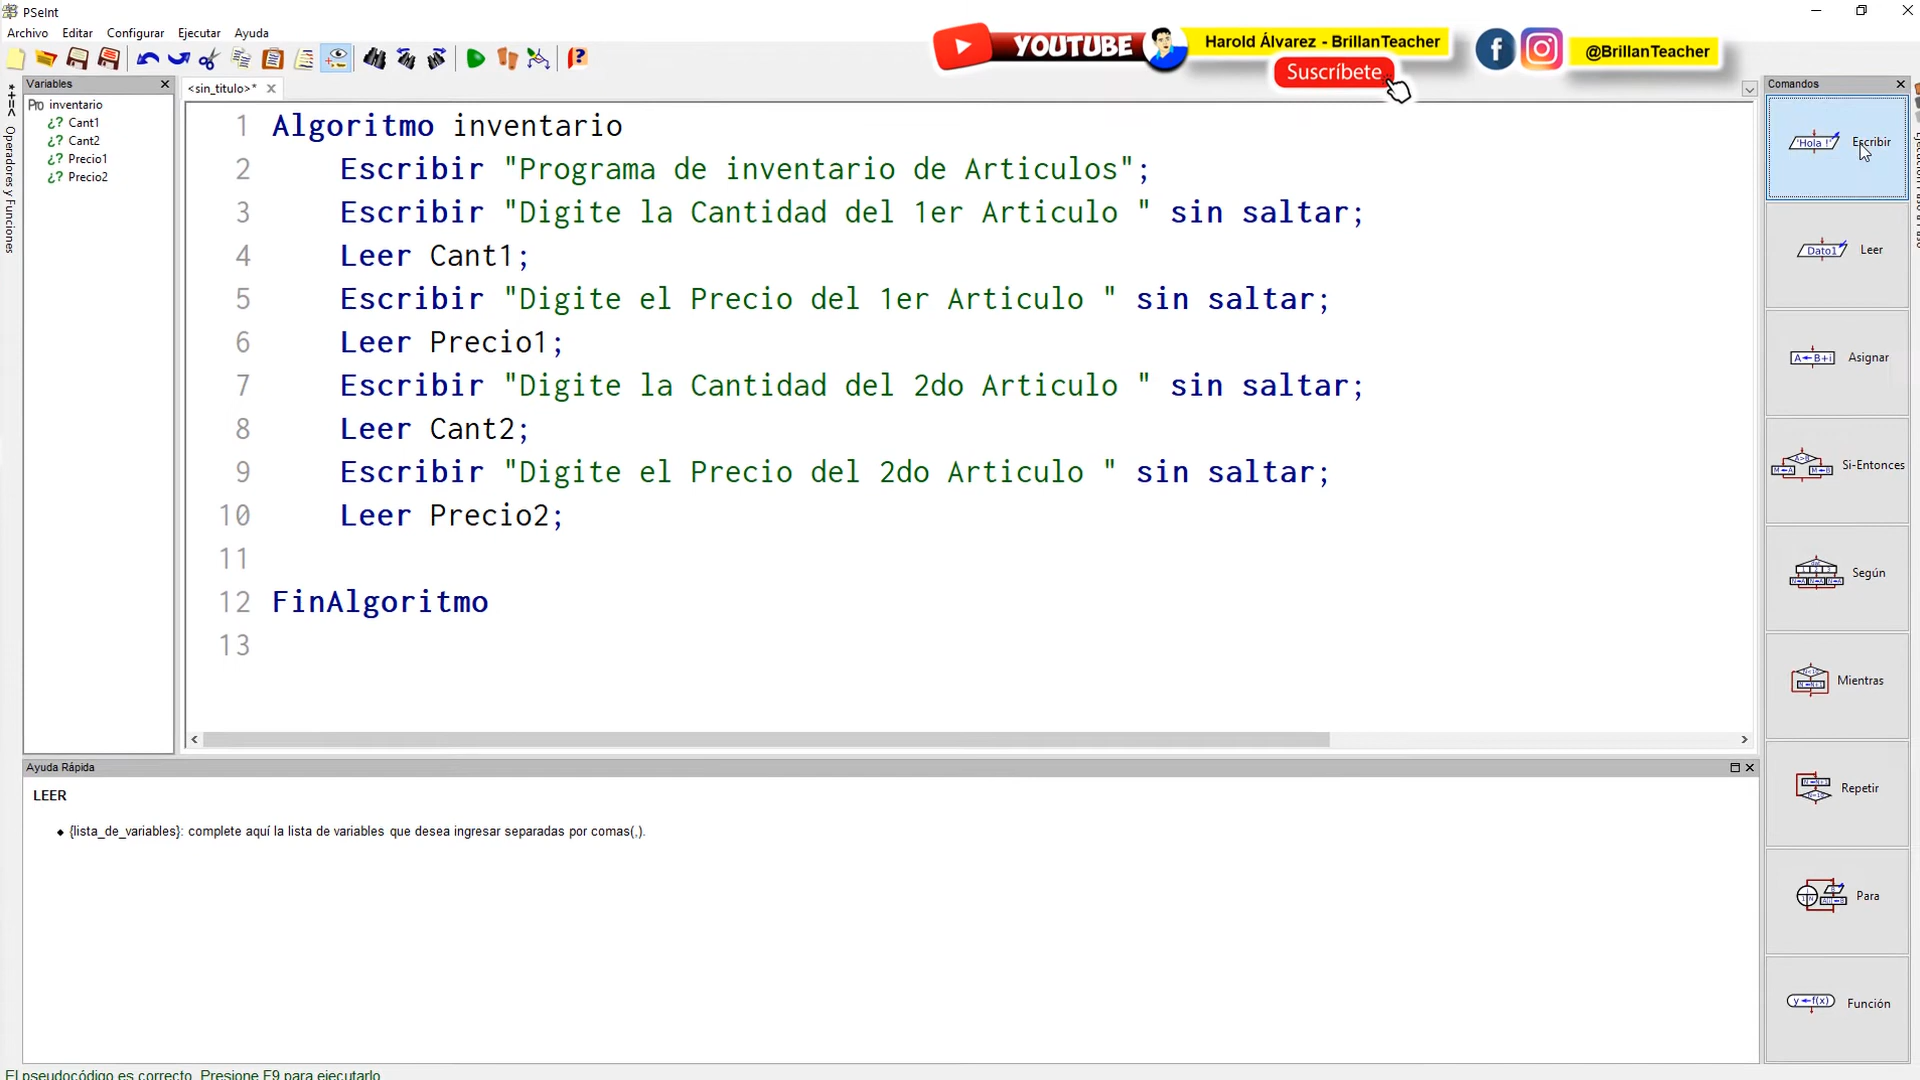 PSeInt
Archivo Editar Configurar Ejecutar Ayuda
YOUTUBE
Harold Álvarez - BrillanTeacher
Suscríbete
@BrillanTeacher
Variables
<sin_titulo>*
Comandos
*+=<
Operadores y Funciones
inventario
Cant1
Cant2
Precio1
Precio2
1 Algoritmo inventario
2 Escribir "Programa de inventario de Articulos";
3 Escribir "Digite la Cantidad del 1er Articulo " sin saltar;
4 Leer Cant1;
5 Escribir "Digite el Precio del 1er Articulo " sin saltar;
6 Leer Precio1;
7 Escribir "Digite la Cantidad del 2do Articulo " sin saltar;
8 Leer Cant2;
9 Escribir "Digite el Precio del 2do Articulo " sin saltar;
10 Leer Precio2;
11
12 FinAlgoritmo
13
'Hola !' Escribir
Dato1 Leer
A←B+i Asignar
Si-Entonces
Según
Mientras
Repetir
Para
y←f(x) Función
Ayuda Rápida
LEER
{lista_de_variables}: complete aquí la lista de variables que desea ingresar separadas por comas(,).
El pseudocódigo es correcto. Presione F9 para ejecutarlo.